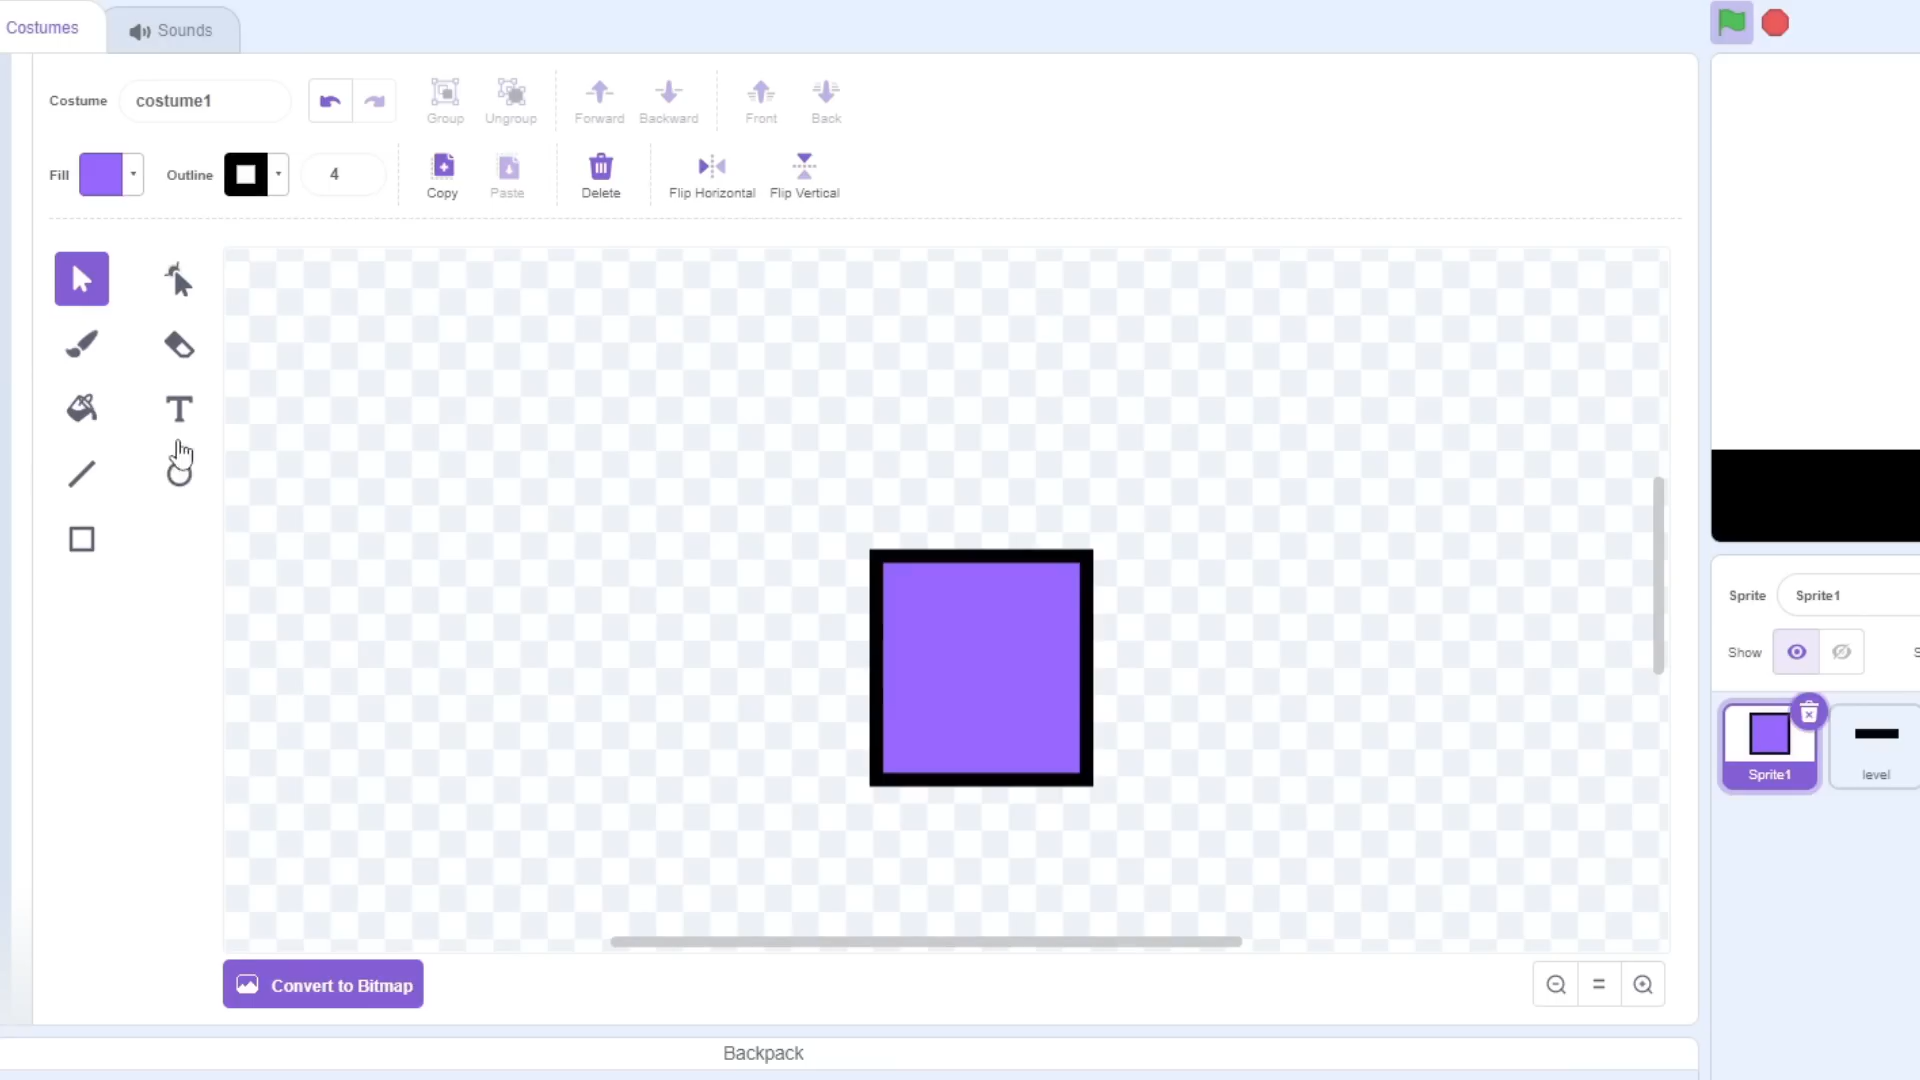 Costumes
Sounds
Costume
costume1
Group
Ungroup
Forward
Backward
Front
Back
Fill
Outline
4
Copy
Paste
Delete
Flip Horizontal
Flip Vertical
Convert to Bitmap
Backpack
Sprite
Sprite1
Show
S
Sprite1
level